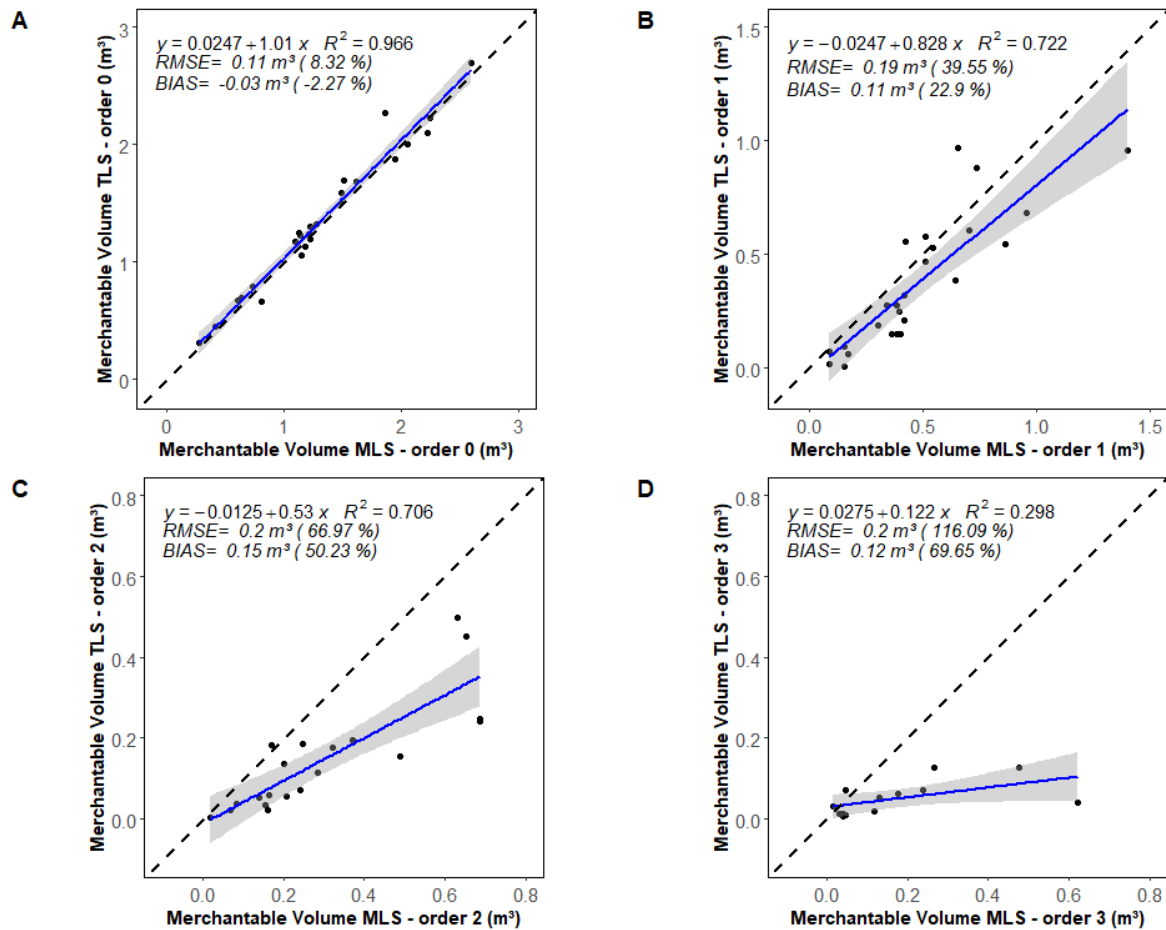 A
y = 0.0247 + 1.01 x R² = 0.966
RMSE= 0.11 m³ ( 8.32 %)
BIAS= -0.03 m³ ( -2.27 %)
Merchantable Volume TLS - order 0 (m³)
3
2
1
0
0 1 2 3
Merchantable Volume MLS - order 0 (m³)
B
y = −0.0247 + 0.828 x R² = 0.722
RMSE= 0.19 m³ ( 39.55 %)
BIAS= 0.11 m³ ( 22.9 %)
Merchantable Volume TLS - order 1 (m³)
1.5
1.0
0.5
0.0
0.0 0.5 1.0 1.5
Merchantable Volume MLS - order 1 (m³)
C
y = −0.0125 + 0.53 x R² = 0.706
RMSE= 0.2 m³ ( 66.97 %)
BIAS= 0.15 m³ ( 50.23 %)
Merchantable Volume TLS - order 2 (m³)
0.8
0.6
0.4
0.2
0.0
0.0 0.2 0.4 0.6 0.8
Merchantable Volume MLS - order 2 (m³)
D
y = 0.0275 + 0.122 x R² = 0.298
RMSE= 0.2 m³ ( 116.09 %)
BIAS= 0.12 m³ ( 69.65 %)
Merchantable Volume TLS - order 3 (m³)
0.8
0.6
0.4
0.2
0.0
0.0 0.2 0.4 0.6 0.8
Merchantable Volume MLS - order 3 (m³)